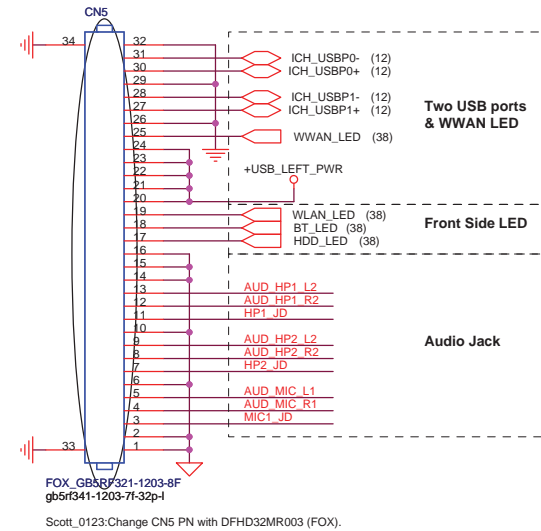 CN5
34
32
31
ICH_USBP0- (12)
30
ICH_USBP0+ (12)
29
28
ICH_USBP1- (12)
27
ICH_USBP1+ (12)
26
25
WWAN_LED (38)
Two USB ports
& WWAN LED
24
23
22
+USB_LEFT_PWR
21
20
19
WLAN_LED (38)
18
BT_LED (38)
17
HDD_LED (38)
Front Side LED
16
15
14
13
AUD_HP1_L2
12
AUD_HP1_R2
11
HP1_JD
10
9
AUD_HP2_L2
8
AUD_HP2_R2
7
HP2_JD
Audio Jack
6
5
AUD_MIC_L1
4
AUD_MIC_R1
3
MIC1_JD
2
33
1
FOX_GB5RF321-1203-8F
gb5rf341-1203-7f-32p-l
Scott_0123:Change CN5 PN with DFHD32MR003 (FOX).